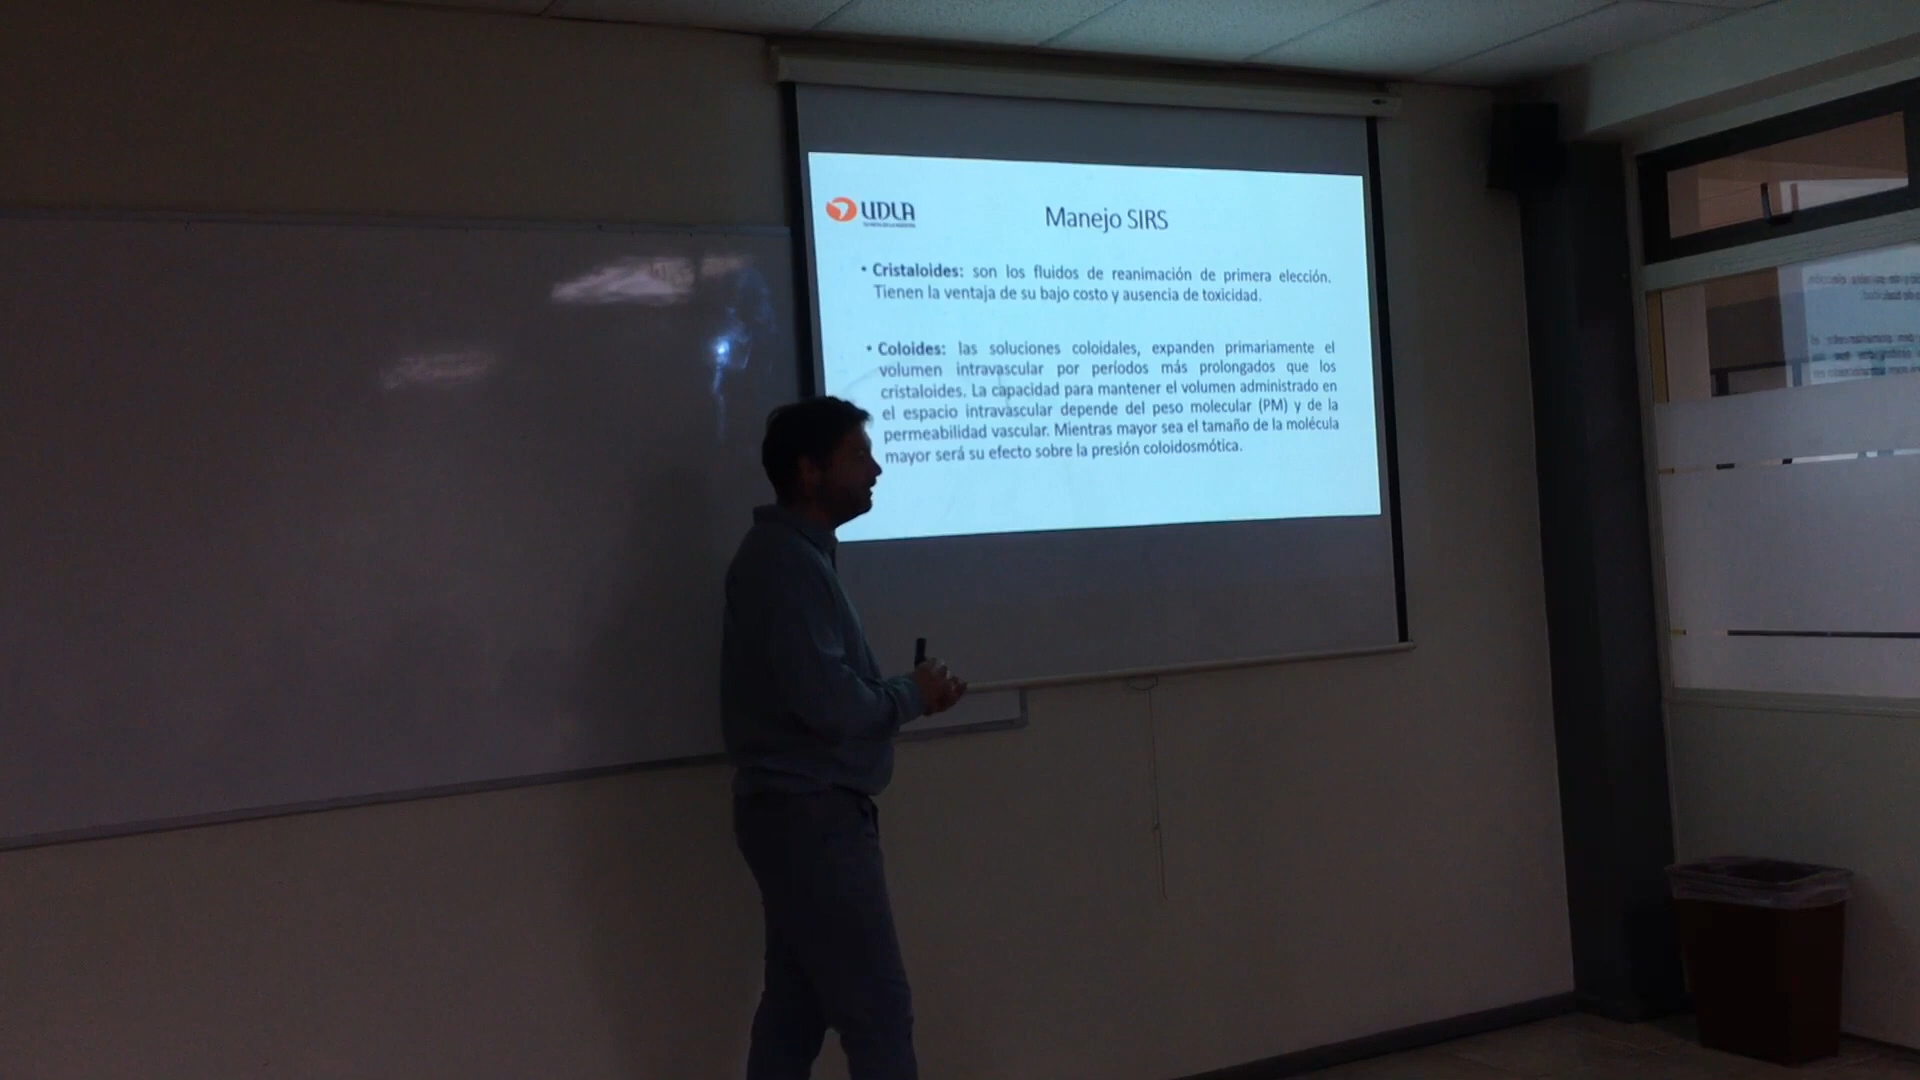 UDLA
Manejo SIRS
• Cristaloides: son los fluidos de reanimación de primera elección.
Tienen la ventaja de su bajo costo y ausencia de toxicidad.
• Coloides: las soluciones coloidales, expanden primariamente el
volumen intravascular por períodos más prolongados que los
cristaloides. La capacidad para mantener el volumen administrado en
el espacio intravascular depende del peso molecular (PM) y de la
permeabilidad vascular. Mientras mayor sea el tamaño de la molécula
mayor será su efecto sobre la presión coloidosmótica.